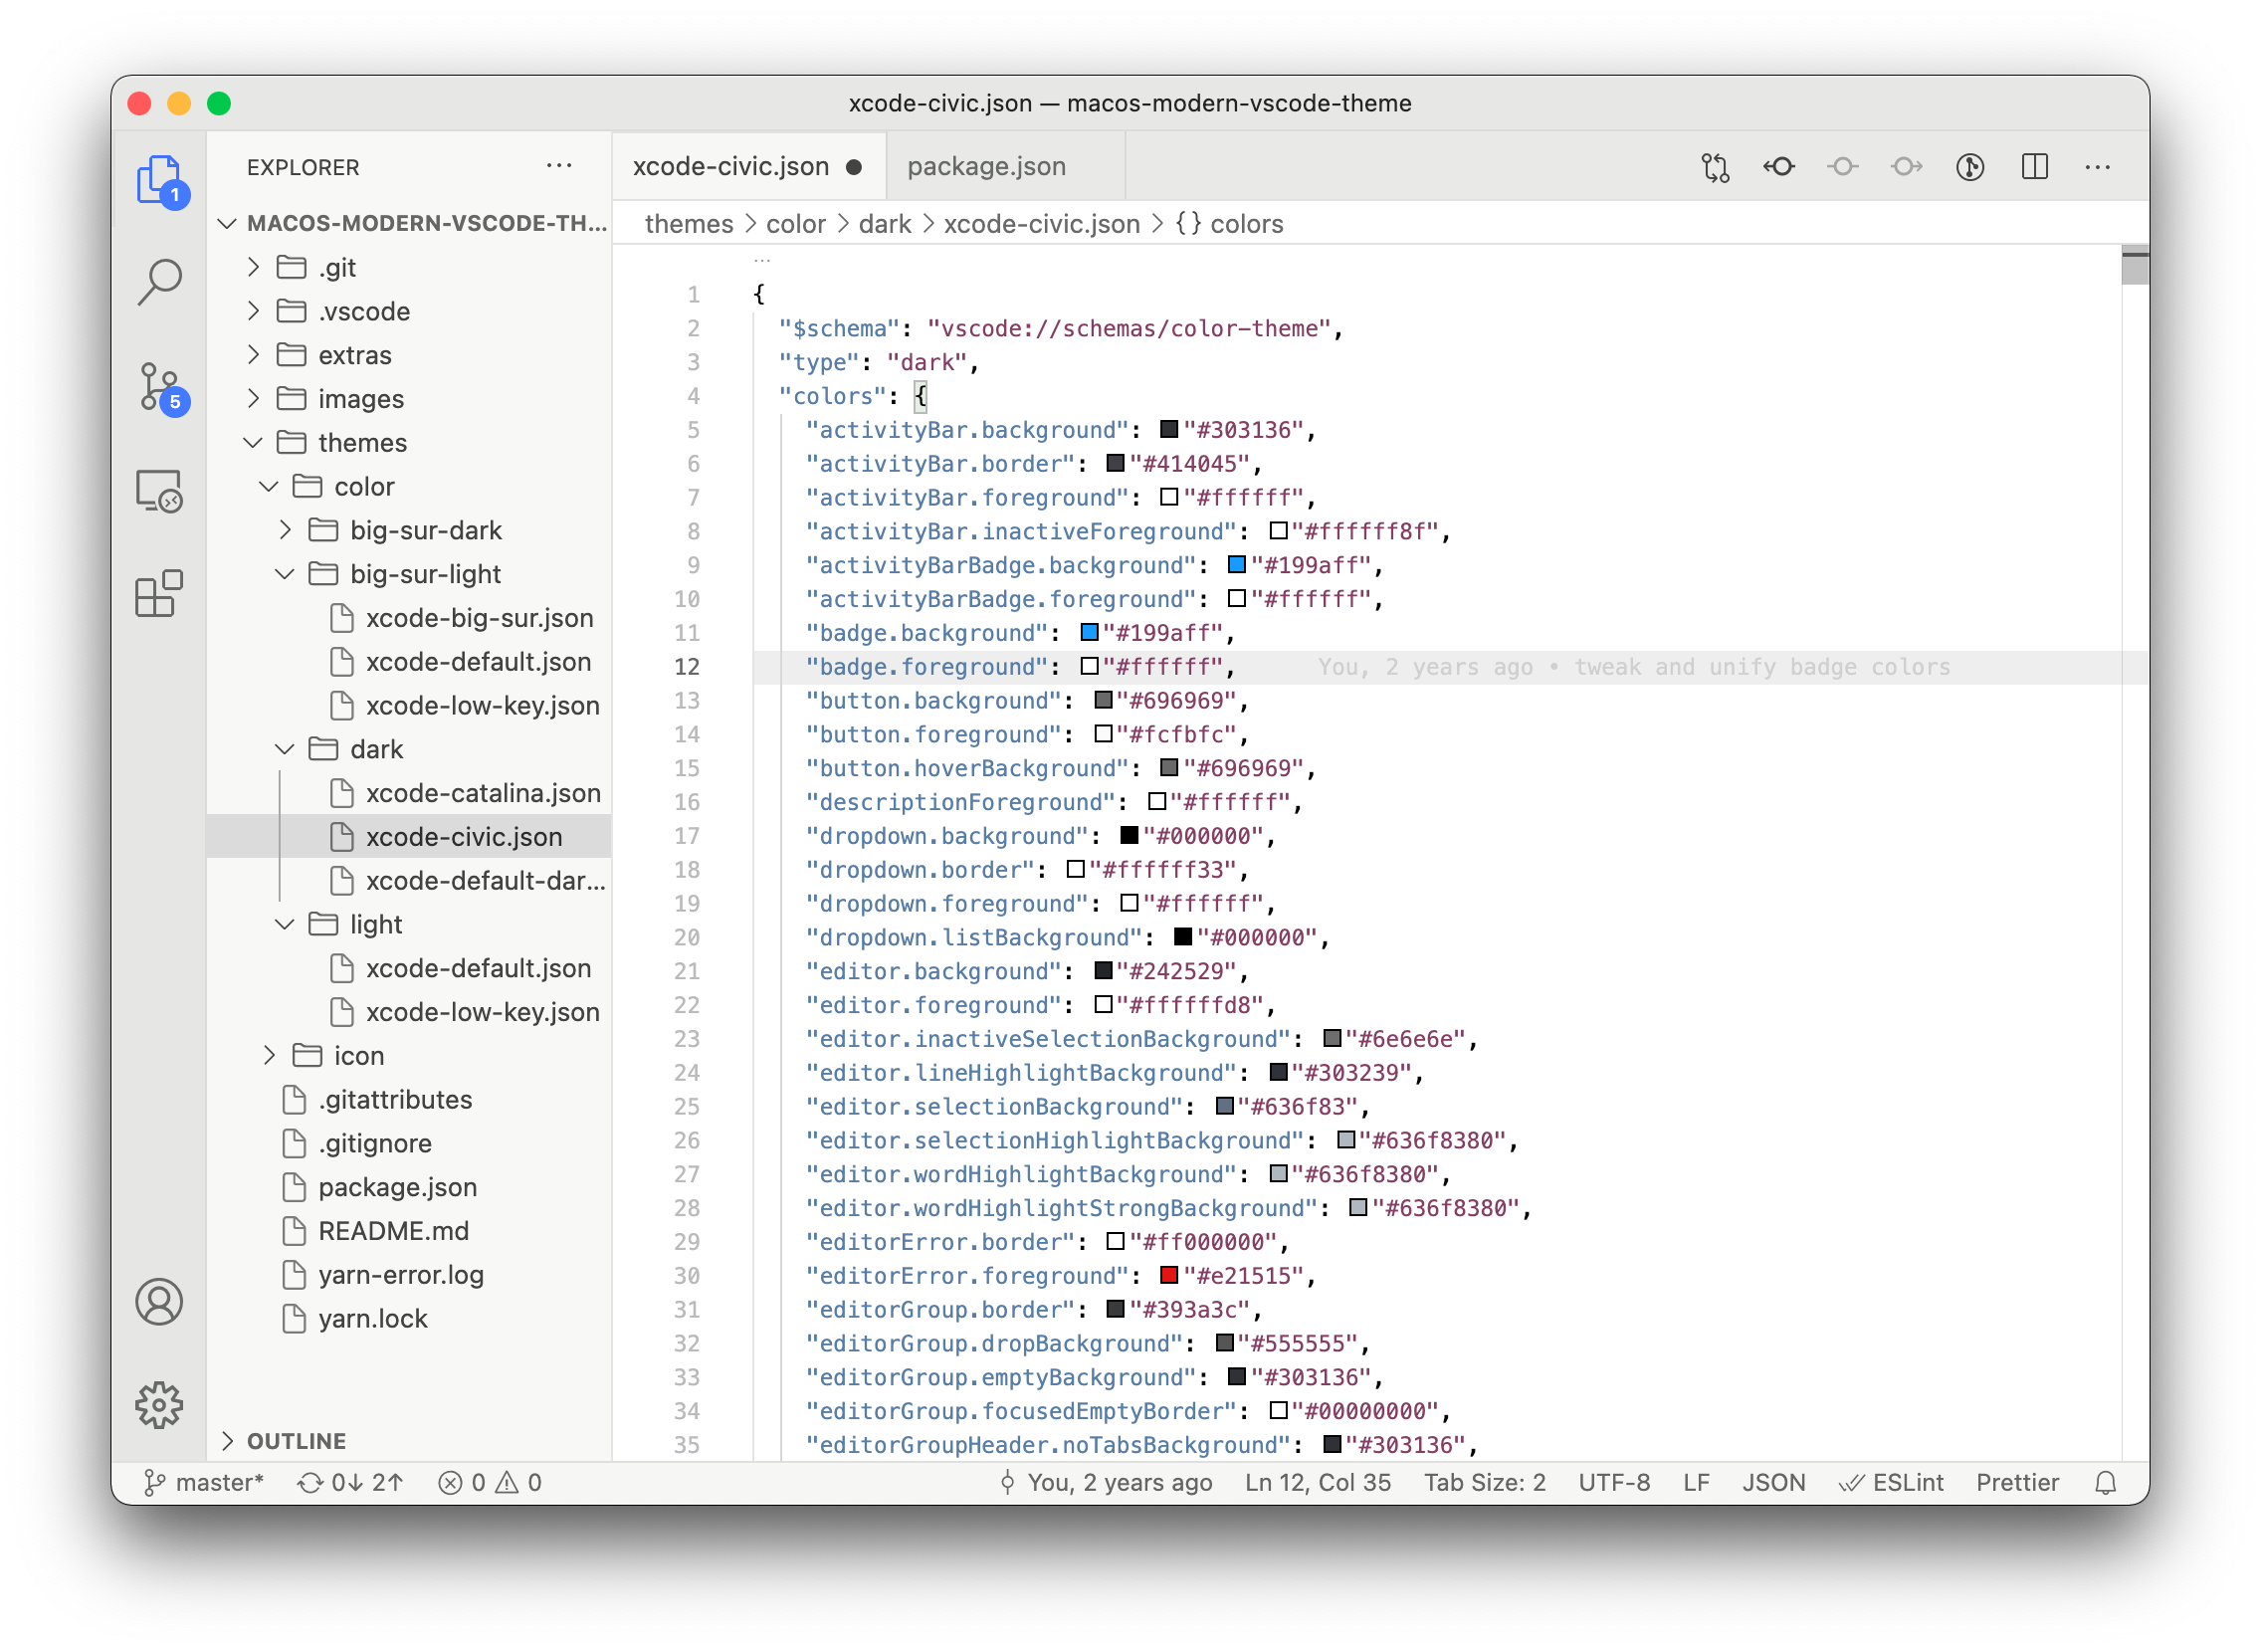 xcode-civic.json — macos-modern-vscode-theme
1
5
EXPLORER
MACOS-MODERN-VSCODE-TH...
.git
.vscode
extras
images
themes
color
big-sur-dark
big-sur-light
xcode-big-sur.json
xcode-default.json
xcode-low-key.json
dark
xcode-catalina.json
xcode-civic.json
xcode-default-dar...
light
xcode-default.json
xcode-low-key.json
icon
.gitattributes
.gitignore
package.json
README.md
yarn-error.log
yarn.lock
OUTLINE
xcode-civic.json ● package.json
themes > color > dark > xcode-civic.json > {} colors
...
1 {
2 "$schema": "vscode://schemas/color-theme",
3 "type": "dark",
4 "colors": {
5 "activityBar.background": "#303136",
6 "activityBar.border": "#414045",
7 "activityBar.foreground": "#ffffff",
8 "activityBar.inactiveForeground": "#ffffff8f",
9 "activityBarBadge.background": "#199aff",
10 "activityBarBadge.foreground": "#ffffff",
11 "badge.background": "#199aff",
12 "badge.foreground": "#ffffff", You, 2 years ago • tweak and unify badge colors
13 "button.background": "#696969",
14 "button.foreground": "#fcfbfc",
15 "button.hoverBackground": "#696969",
16 "descriptionForeground": "#ffffff",
17 "dropdown.background": "#000000",
18 "dropdown.border": "#ffffff33",
19 "dropdown.foreground": "#ffffff",
20 "dropdown.listBackground": "#000000",
21 "editor.background": "#242529",
22 "editor.foreground": "#ffffffd8",
23 "editor.inactiveSelectionBackground": "#6e6e6e",
24 "editor.lineHighlightBackground": "#303239",
25 "editor.selectionBackground": "#636f83",
26 "editor.selectionHighlightBackground": "#636f8380",
27 "editor.wordHighlightBackground": "#636f8380",
28 "editor.wordHighlightStrongBackground": "#636f8380",
29 "editorError.border": "#ff000000",
30 "editorError.foreground": "#e21515",
31 "editorGroup.border": "#393a3c",
32 "editorGroup.dropBackground": "#555555",
33 "editorGroup.emptyBackground": "#303136",
34 "editorGroup.focusedEmptyBorder": "#00000000",
35 "editorGroupHeader.noTabsBackground": "#303136",
master* 0↓ 2↑ 0 0 You, 2 years ago Ln 12, Col 35 Tab Size: 2 UTF-8 LF JSON ESLint Prettier